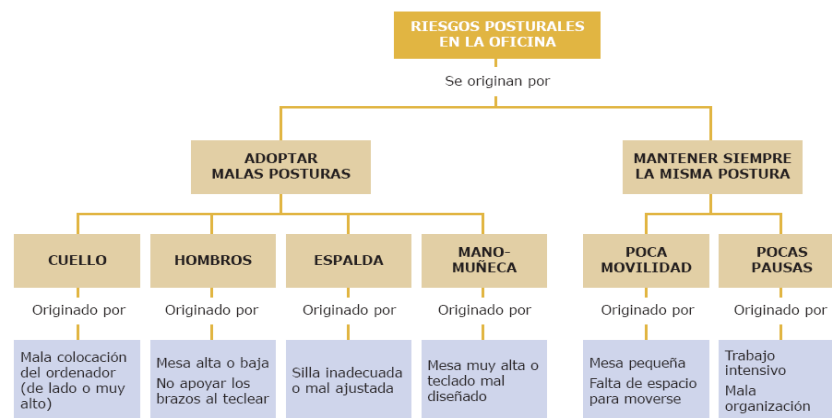 RIESGOS POSTURALES
EN LA OFICINA
Se originan por
ADOPTAR
MALAS POSTURAS
MANTENER SIEMPRE
LA MISMA POSTURA
CUELLO
HOMBROS
ESPALDA
MANO-
MUÑECA
POCA
MOVILIDAD
POCAS
PAUSAS
Originado por
Originado por
Originado por
Originado por
Originado por
Originado por
Mala colocación
del ordenador
(de lado o muy
alto)
Mesa alta o baja
No apoyar los
brazos al teclear
Silla inadecuada
o mal ajustada
Mesa muy alta o
teclado mal
diseñado
Mesa pequeña
Falta de espacio
para moverse
Trabajo
intensivo
Mala
organización